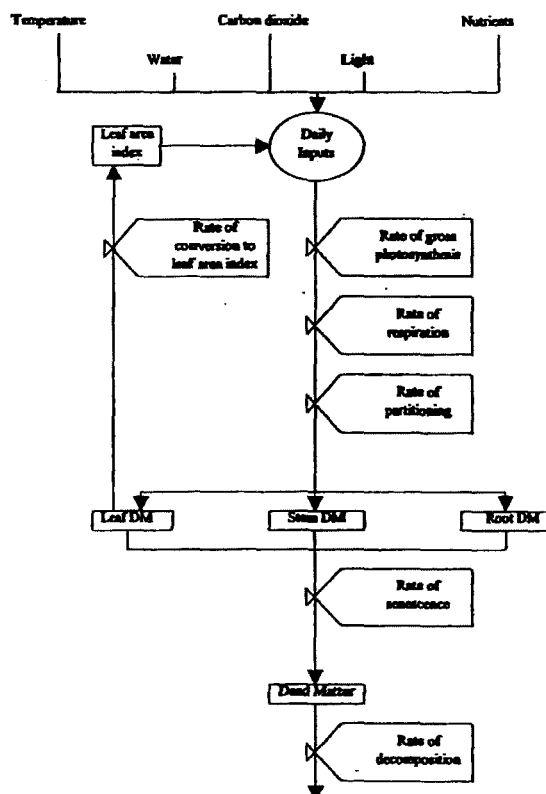 Temperature
Carbon dioxide
Nutrients
Water
Light
Leaf area
index
Daily
Inputs
Rate of
conversion to
leaf area index
Rate of gross
photosynthesis
Rate of
respiration
Rate of
partitioning
Leaf DM
Stem DM
Root DM
Rate of
senescence
Dead Matter
Rate of
decomposition